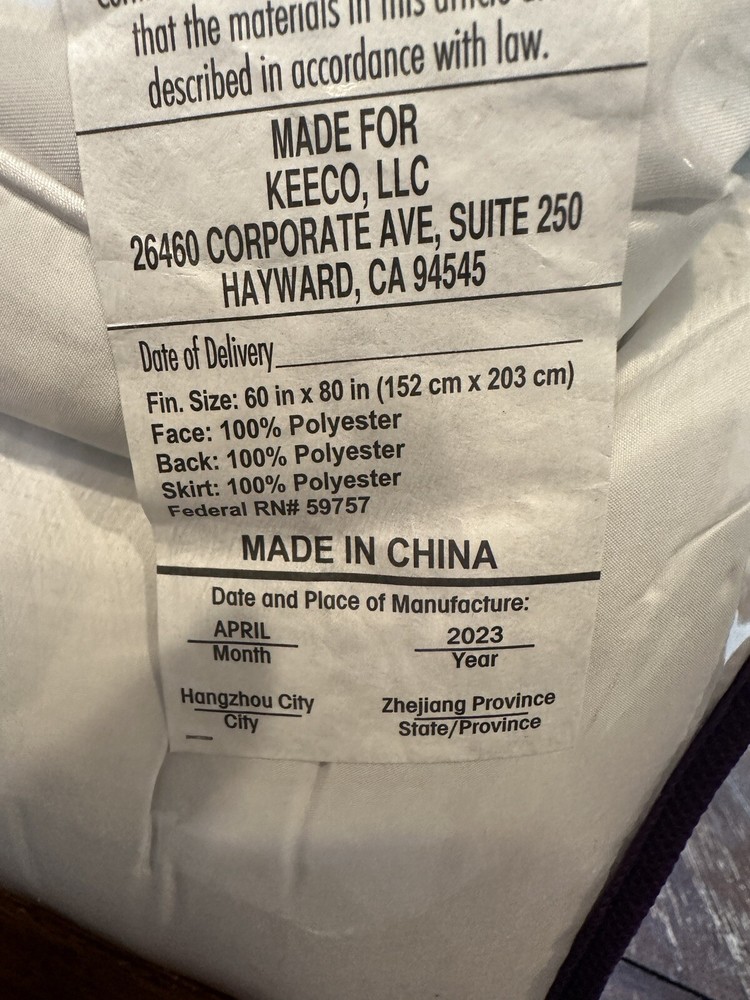 that the materials in this article
described in accordance with law.
MADE FOR
KEECO, LLC
26460 CORPORATE AVE, SUITE 250
HAYWARD, CA 94545
Date of Delivery
Fin. Size: 60 in x 80 in (152 cm x 203 cm)
Face: 100% Polyester
Back: 100% Polyester
Skirt: 100% Polyester
Federal RN# 59757
MADE IN CHINA
Date and Place of Manufacture:
APRIL 2023
Month Year
Hangzhou City Zhejiang Province
City State/Province